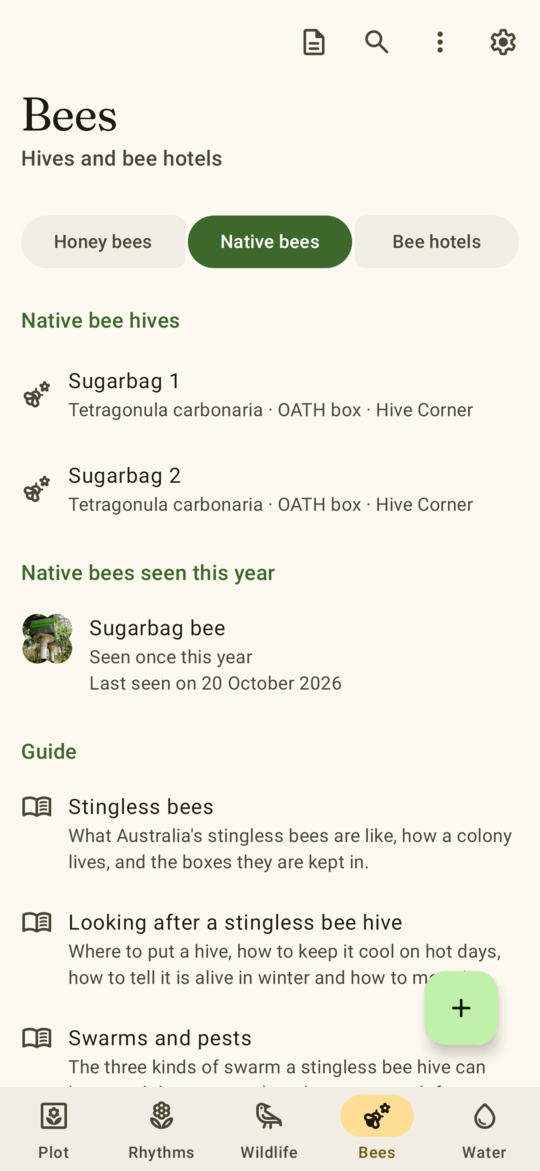 Bees
Hives and bee hotels
Honey bees
Native bees
Bee hotels
Native bee hives
Sugarbag 1
Tetragonula carbonaria · OATH box · Hive Corner
Sugarbag 2
Tetragonula carbonaria · OATH box · Hive Corner
Native bees seen this year
Sugarbag bee
Seen once this year
Last seen on 20 October 2026
Guide
Stingless bees
What Australia's stingless bees are like, how a colony
lives, and the boxes they are kept in.
Looking after a stingless bee hive
Where to put a hive, how to keep it cool on hot days,
how to tell it is alive in winter and how to
Swarms and pests
The three kinds of swarm a stingless bee hive can
Plot
Rhythms
Wildlife
Bees
Water